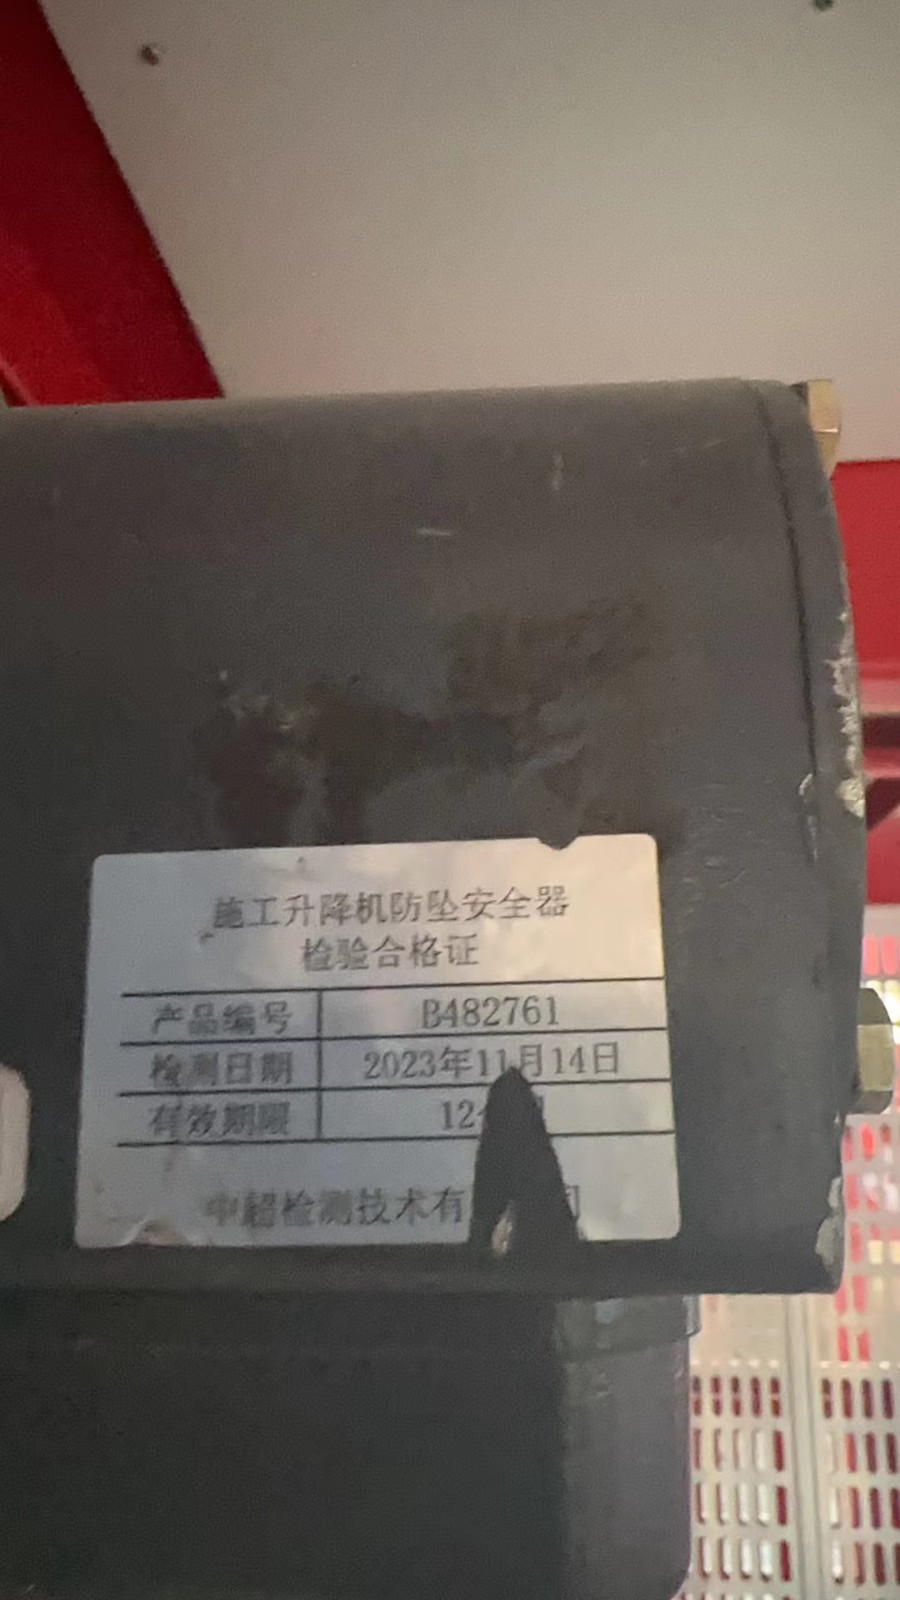 施工升降机防坠安全器
检验合格证
产品编号 B482761
检测日期 2023年11月14日
有效期限 12
中超检测技术有 司